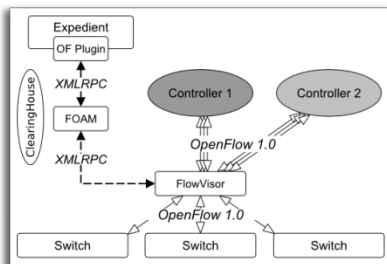 Expedient
OF Plugin
XMLRPC
ClearingHouse
FOAM
Controller 1
Controller 2
OpenFlow 1.0
XMLRPC
FlowVisor
OpenFlow 1.0
Switch
Switch
Switch